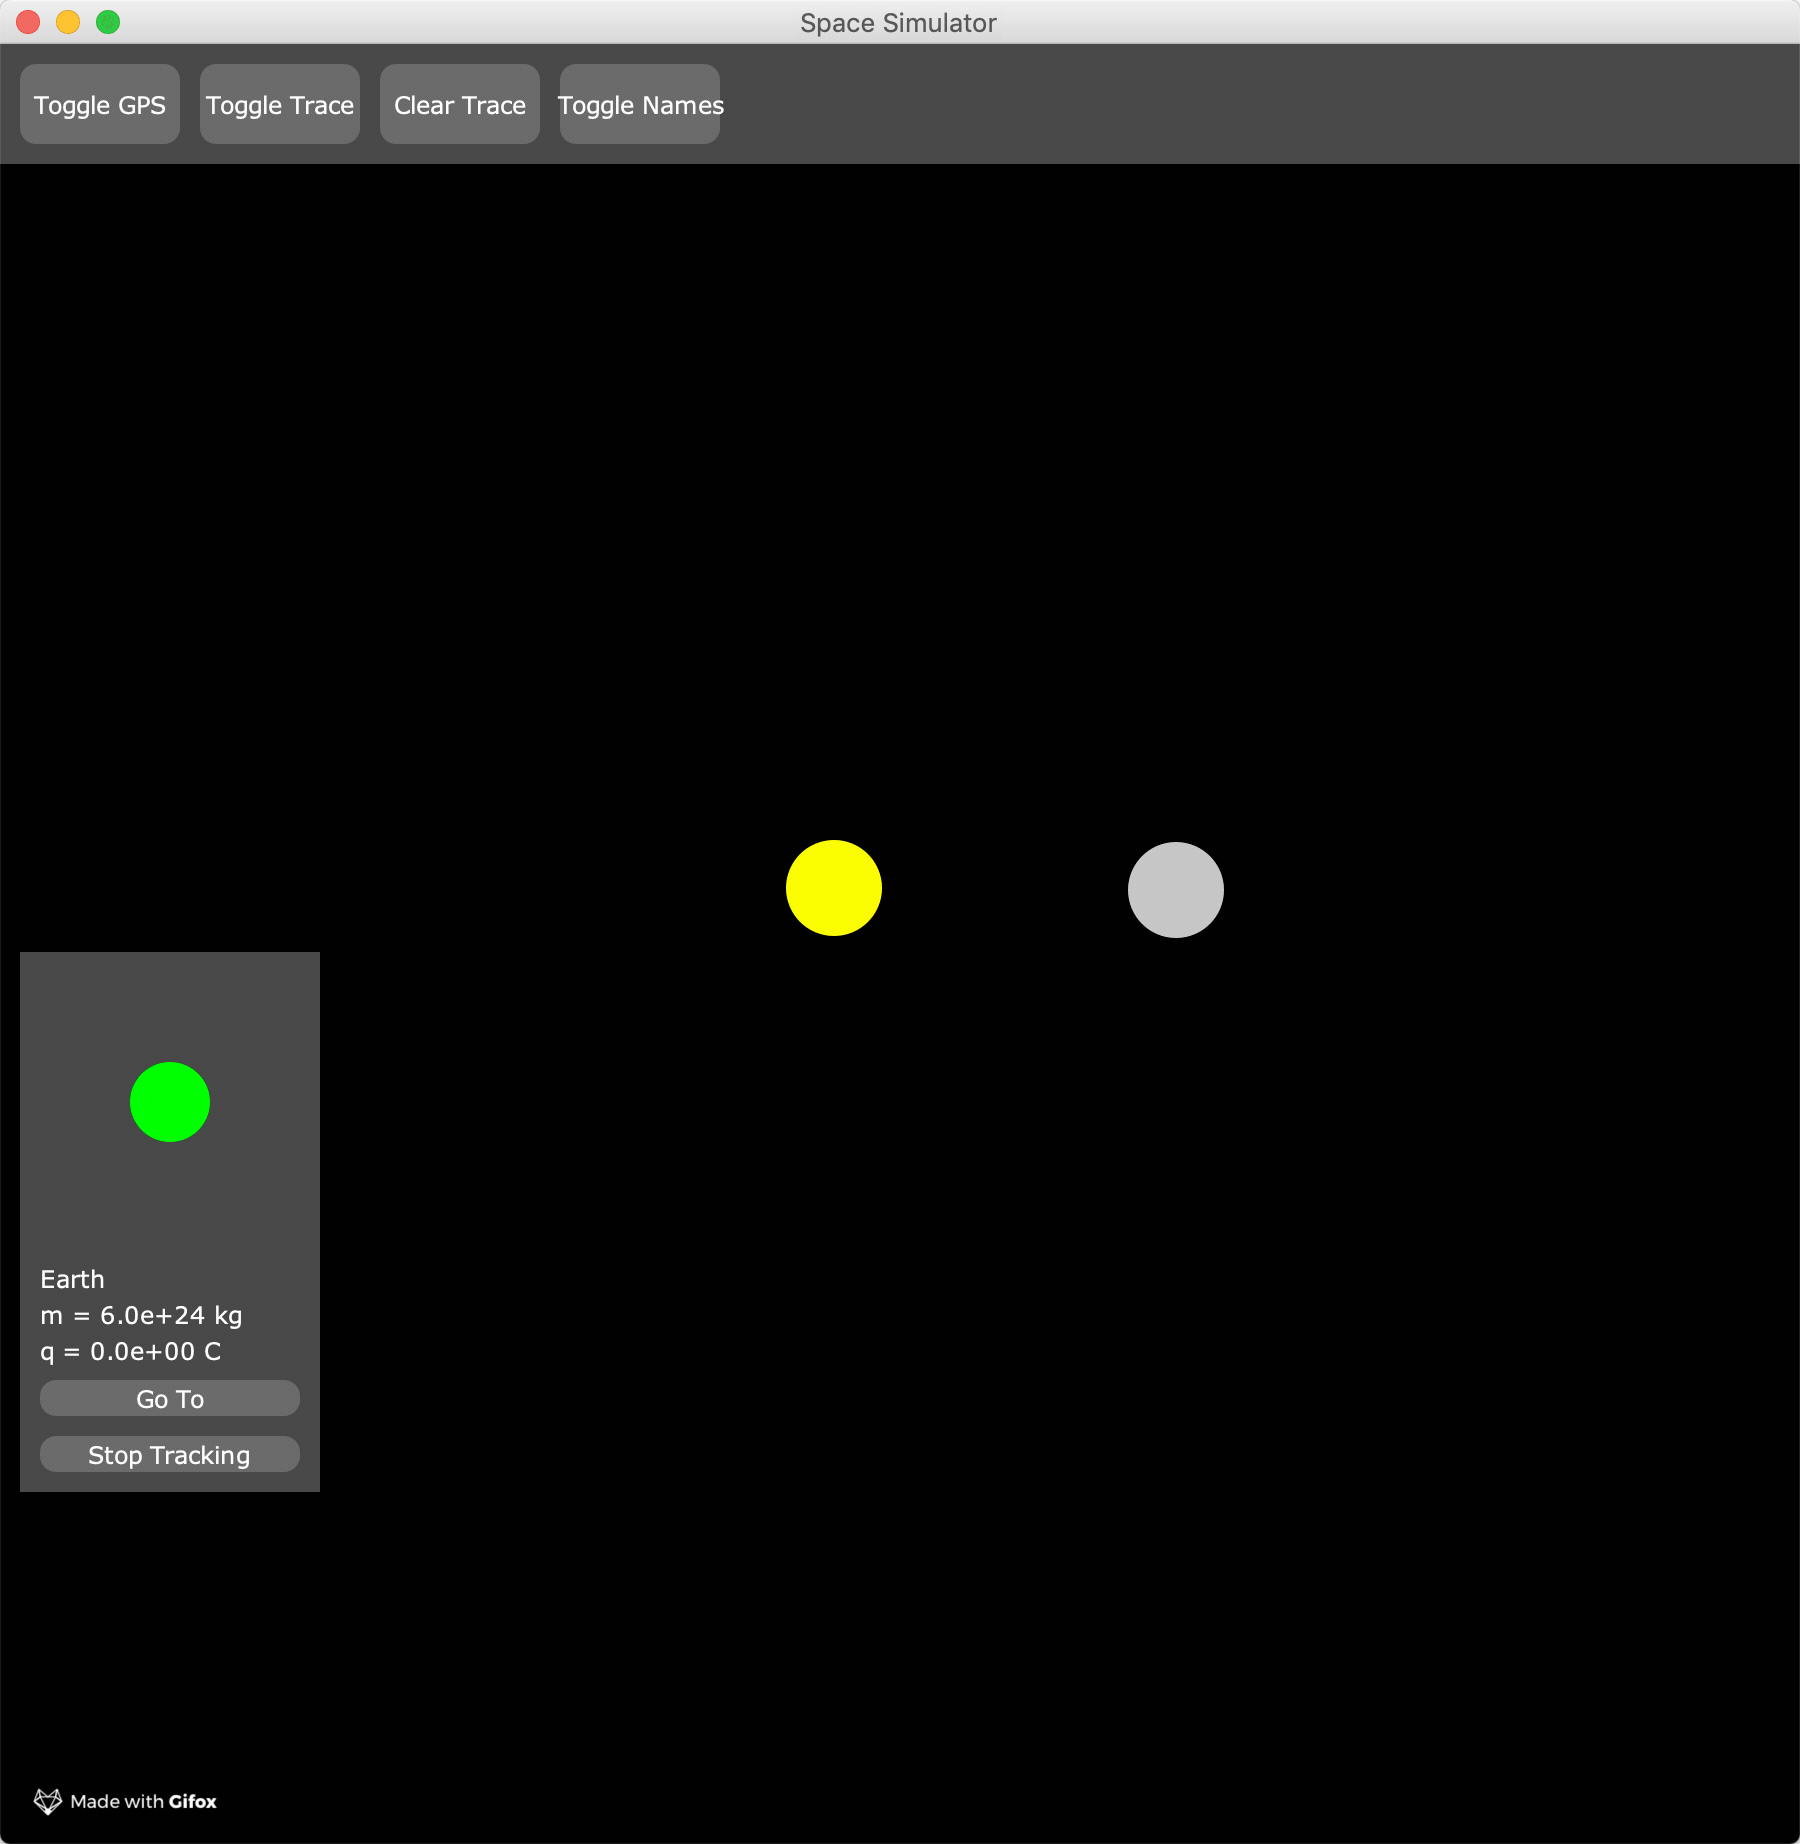 Space Simulator
Toggle GPS
Toggle Trace
Clear Trace
Toggle Names
Earth
m = 6.0e+24 kg
q = 0.0e+00 C
Go To
Stop Tracking
Made with Gifox